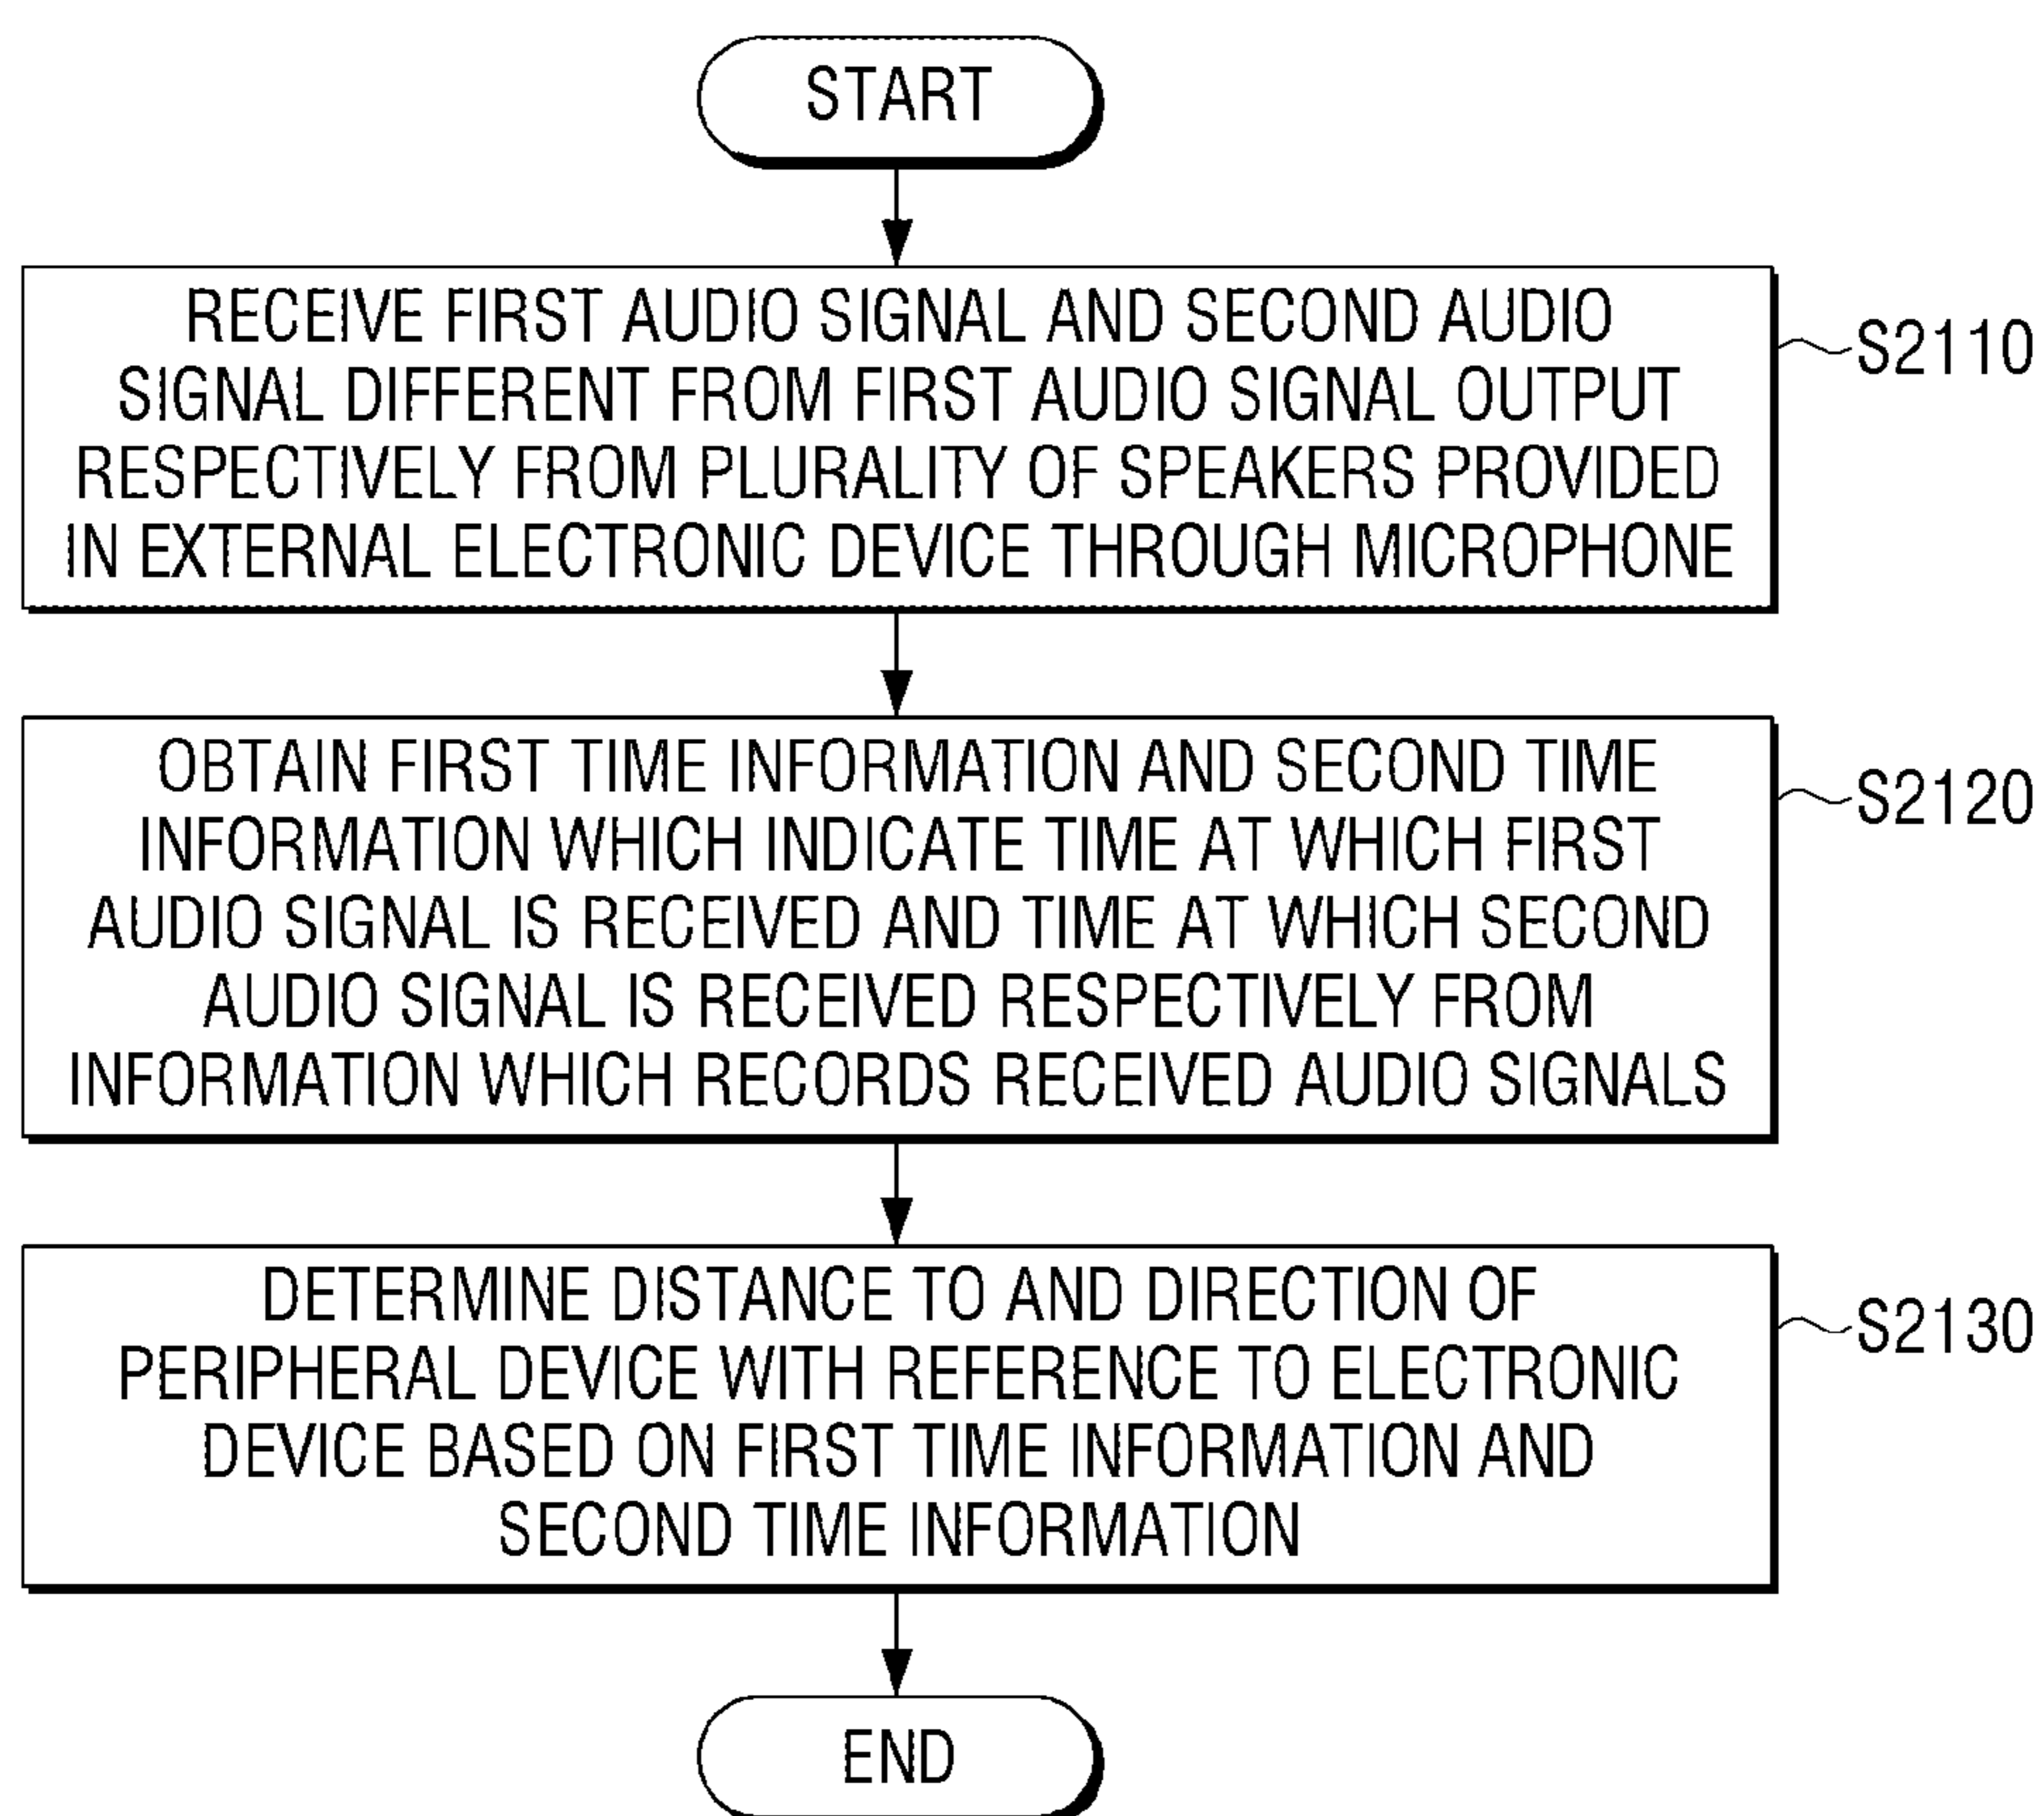 START
RECEIVE FIRST AUDIO SIGNAL AND SECOND AUDIO
SIGNAL DIFFERENT FROM FIRST AUDIO SIGNAL OUTPUT
RESPECTIVELY FROM PLURALITY OF SPEAKERS PROVIDED
IN EXTERNAL ELECTRONIC DEVICE THROUGH MICROPHONE
S2110
OBTAIN FIRST TIME INFORMATION AND SECOND TIME
INFORMATION WHICH INDICATE TIME AT WHICH FIRST
AUDIO SIGNAL IS RECEIVED AND TIME AT WHICH SECOND
AUDIO SIGNAL IS RECEIVED RESPECTIVELY FROM
INFORMATION WHICH RECORDS RECEIVED AUDIO SIGNALS
S2120
DETERMINE DISTANCE TO AND DIRECTION OF
PERIPHERAL DEVICE WITH REFERENCE TO ELECTRONIC
DEVICE BASED ON FIRST TIME INFORMATION AND
SECOND TIME INFORMATION
S2130
END